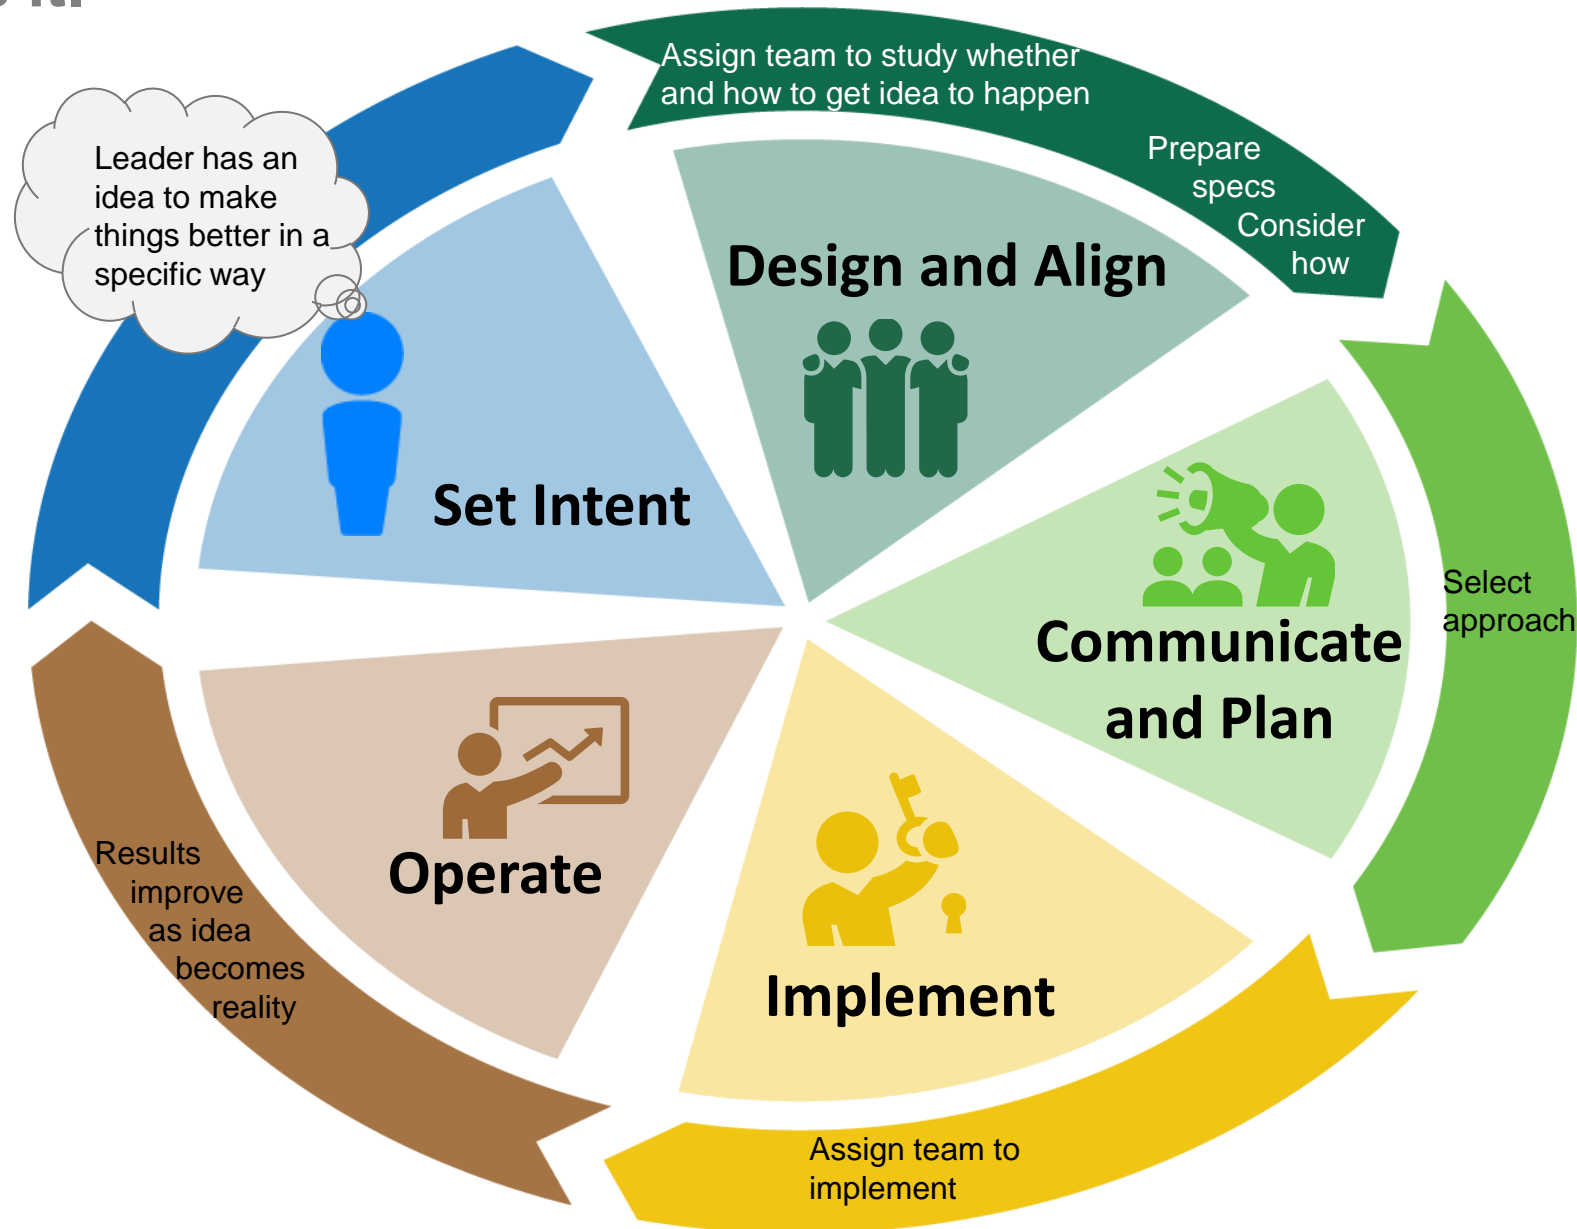 it.
Assign team to study whether
and how to get idea to happen
Prepare
specs
Consider
how
Leader has an
idea to make
things better in a
specific way
Design and Align
Set Intent
Select
approach
Communicate
and Plan
Operate
Results
improve
as idea
becomes
reality
Implement
Assign team to
implement